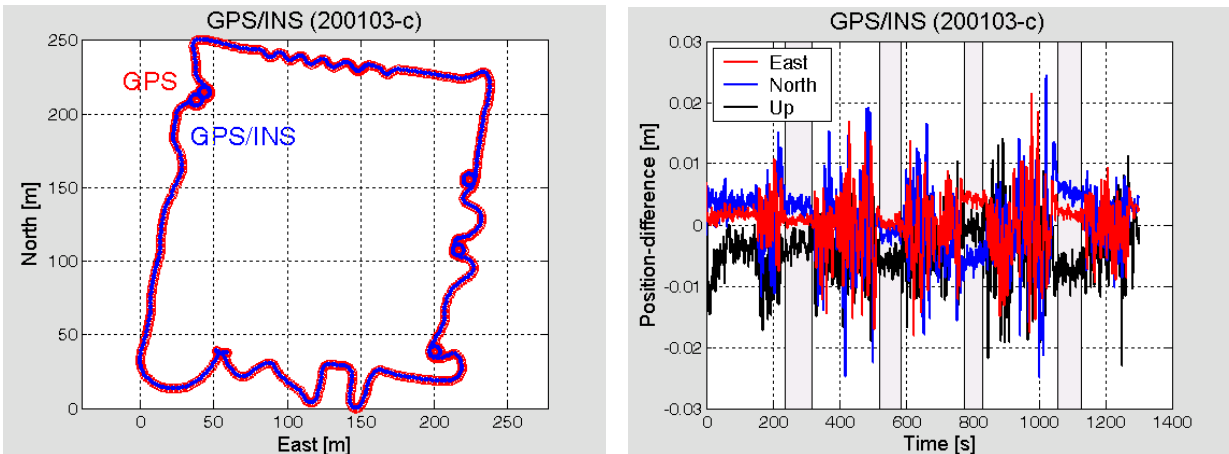 GPS/INS (200103-c)
250
200
150
100
50
0
North [m]
GPS
GPS/INS
0
50
100
150
200
250
East [m]
GPS/INS (200103-c)
0.03
0.02
0.01
0
-0.01
-0.02
-0.03
Position-difference [m]
East
North
Up
0
200
400
600
800
1000
1200
1400
Time [s]